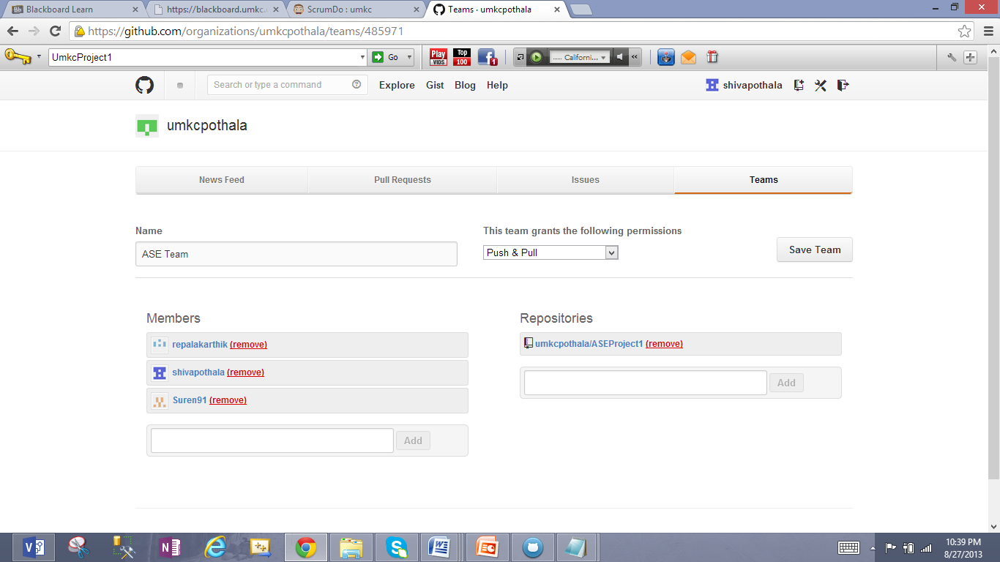 Blackboard Learn
https://blackboard.umkc.
ScrumDo : umkc
Teams · umkcpothala
https://github.com/organizations/umkcpothala/teams/485971
UmkcProject1
Go
Play VIDS
Top 100
1
..... Californi...
Search or type a command
Explore
Gist
Blog
Help
shivapothala
umkcpothala
News Feed
Pull Requests
Issues
Teams
Name
This team grants the following permissions
ASE Team
Push & Pull
Save Team
Members
Repositories
repalakarthik (remove)
umkcpothala/ASEProject1 (remove)
shivapothala (remove)
Suren91 (remove)
Add
Add
10:39 PM
8/27/2013